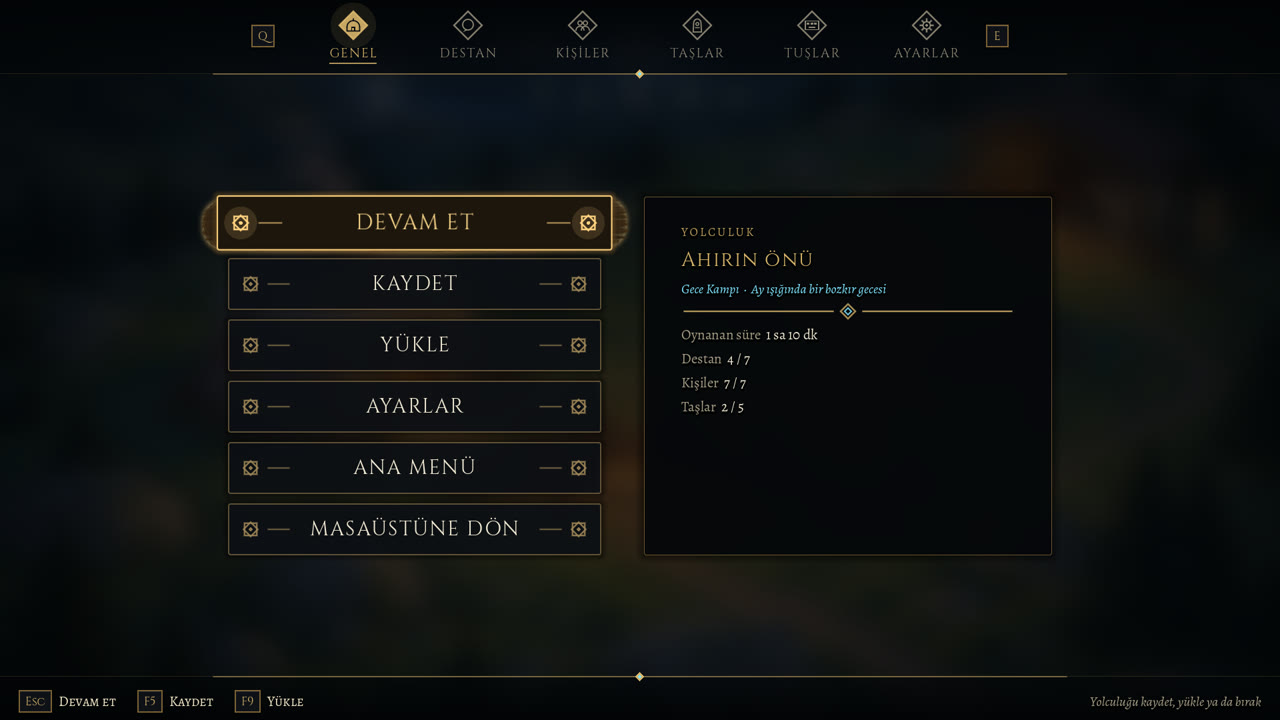 Q
GENEL
DESTAN
KİŞİLER
TAŞLAR
TUŞLAR
AYARLAR
E
DEVAM ET
KAYDET
YÜKLE
AYARLAR
ANA MENÜ
MASAÜSTÜNE DÖN
YOLCULUK
AHIRIN ÖNÜ
Gece Kampı · Ay ışığında bir bozkır gecesi
Oynanan süre 1 sa 10 dk
Destan 4 / 7
Kişiler 7 / 7
Taşlar 2 / 5
ESC DEVAM ET F5 KAYDET F9 YÜKLE
Yolculuğu kaydet, yükle ya da bırak